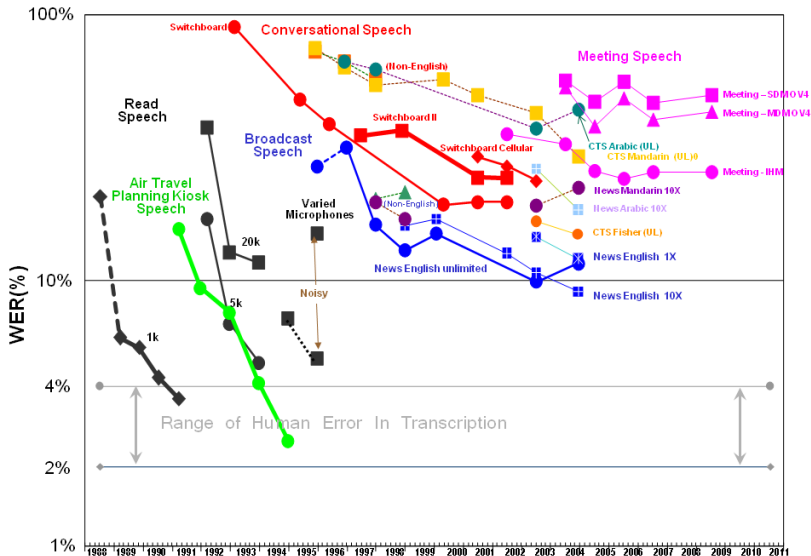 100%
Switchboard
Conversational Speech
(Non-English)
Meeting Speech
Read
Speech
Switchboard II
Meeting – SDM OV4
Meeting – MDM OV4
Broadcast
Speech
Switchboard Cellular
CTS Arabic (UL)
CTS Mandarin (UL)0
Meeting - IHM
Air Travel
Planning Kiosk
Speech
Varied
Microphones
(Non-English)
News Mandarin 10X
News Arabic 10X
CTS Fisher (UL)
20k
News English unlimited
News English 1X
10%
Noisy
News English 10X
5k
1k
WER(%)
4%
Range of Human Error In Transcription
2%
1%
1988 1989 1990 1991 1992 1993 1994 1995 1996 1997 1998 1999 2000 2001 2002 2003 2004 2005 2006 2007 2008 2009 2010 2011